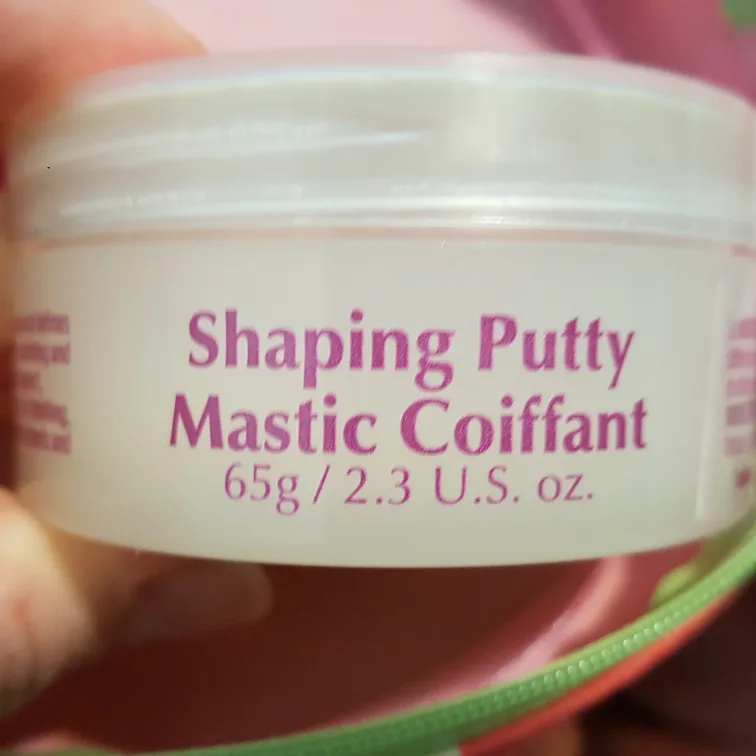 Shaping Putty
Mastic Coiffant
65g / 2.3 U.S. oz.